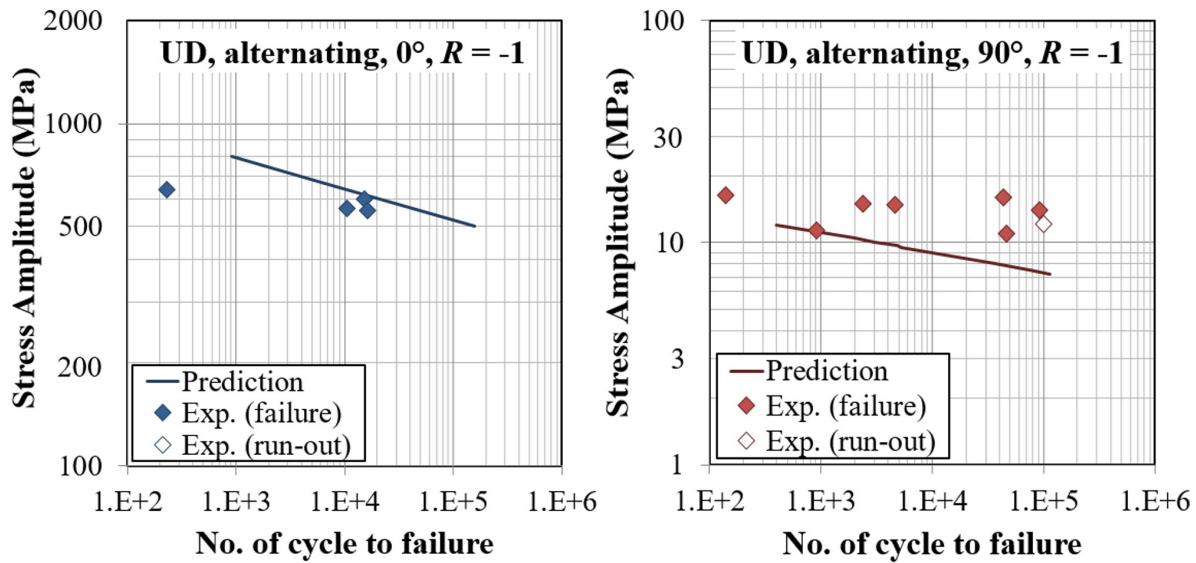 UD, alternating, 0°, R = -1
Stress Amplitude (MPa)
2000
1000
500
200
100
Prediction
Exp. (failure)
Exp. (run-out)
1.E+2 1.E+3 1.E+4 1.E+5 1.E+6
No. of cycle to failure
UD, alternating, 90°, R = -1
Stress Amplitude (MPa)
100
30
10
3
1
Prediction
Exp. (failure)
Exp. (run-out)
1.E+2 1.E+3 1.E+4 1.E+5 1.E+6
No. of cycle to failure